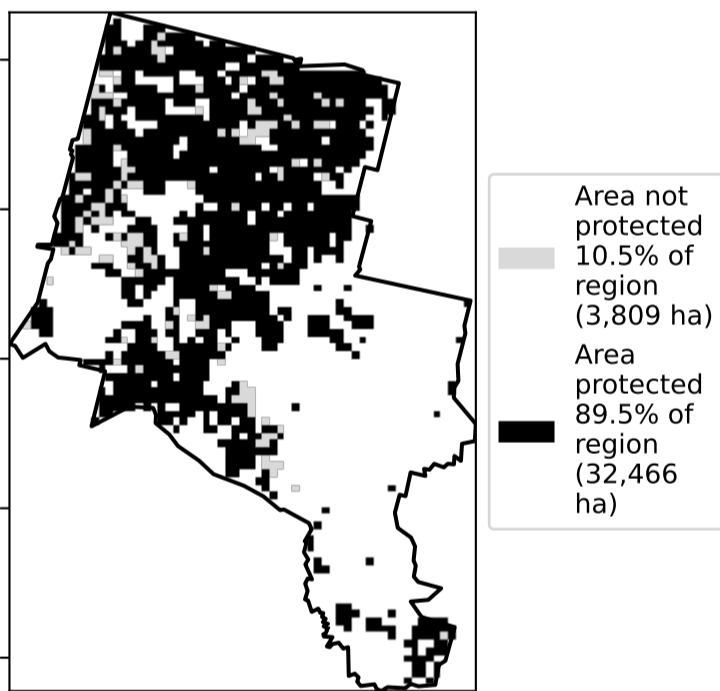 Area not
protected
10.5% of
region
(3,809 ha)
Area
protected
89.5% of
region
(32,466
ha)